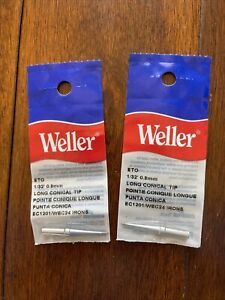 Weller
ETO
1/32" 0.8mm
LONG CONICAL TIP
POINTE CONIQUE LONGUE
PUNTA CONICA
EC1201/WEC24 IRONS
Weller
ETO
1/32" 0.8mm
LONG CONICAL TIP
POINTE CONIQUE LONGUE
PUNTA CONICA
EC1201/WEC24 IRONS